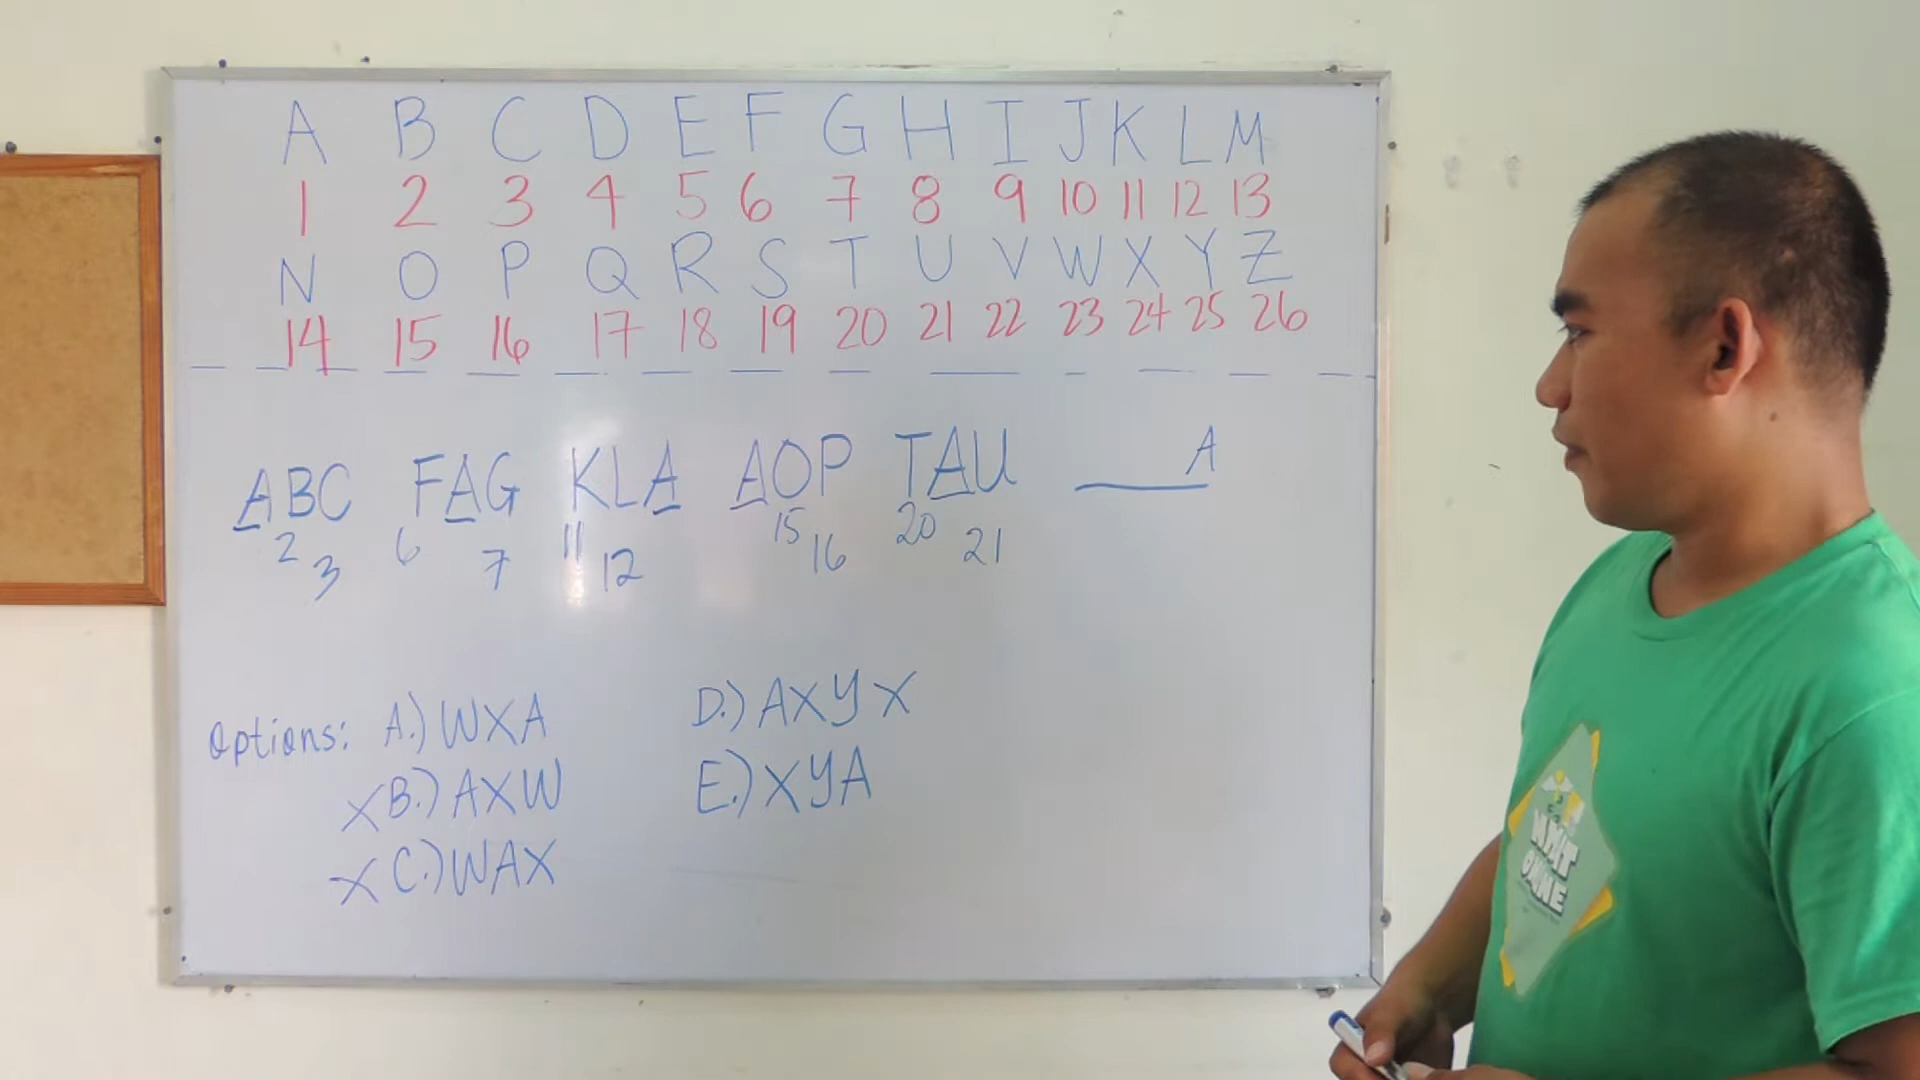 A B C D E F G H I J K L M
1 2 3 4 5 6 7 8 9 10 11 12 13
N O P Q R S T U V W X Y Z
14 15 16 17 18 19 20 21 22 23 24 25 26
ABC FAG KLA AOP TAU ____A
2 3 6 7 11 12 15 16 20 21
Options: A.) WXA D.) AXY X
X B.) AXW E.) XYA
X C.) WAX